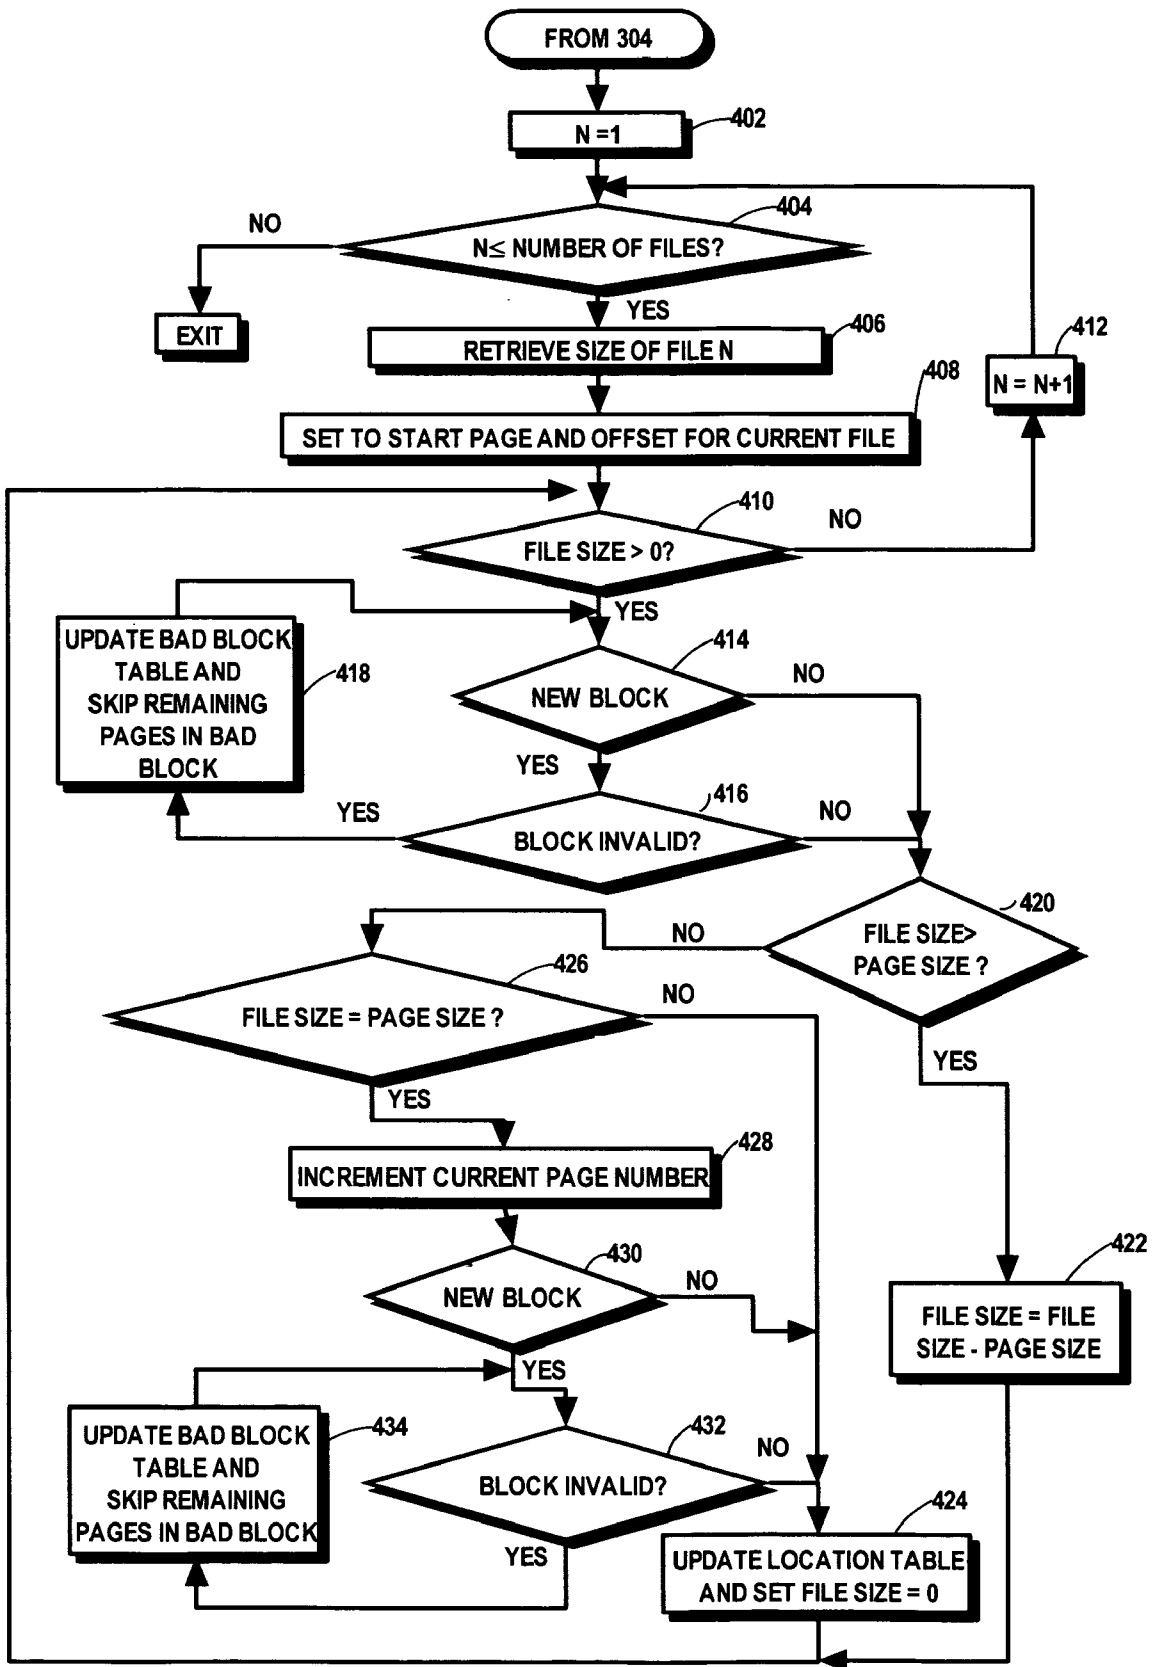 FROM 304
N =1
402
404
NO
N≤ NUMBER OF FILES?
YES
EXIT
406
RETRIEVE SIZE OF FILE N
412
N = N+1
408
SET TO START PAGE AND OFFSET FOR CURRENT FILE
410
NO
FILE SIZE > 0?
YES
UPDATE BAD BLOCK
TABLE AND
SKIP REMAINING
PAGES IN BAD
BLOCK
418
414
NO
NEW BLOCK
YES
416
YES
NO
BLOCK INVALID?
420
FILE SIZE>
PAGE SIZE ?
NO
426
NO
FILE SIZE = PAGE SIZE ?
YES
YES
428
INCREMENT CURRENT PAGE NUMBER
430
NO
NEW BLOCK
YES
422
FILE SIZE = FILE
SIZE - PAGE SIZE
UPDATE BAD BLOCK
TABLE AND
SKIP REMAINING
PAGES IN BAD BLOCK
434
432
NO
BLOCK INVALID?
YES
424
UPDATE LOCATION TABLE
AND SET FILE SIZE = 0